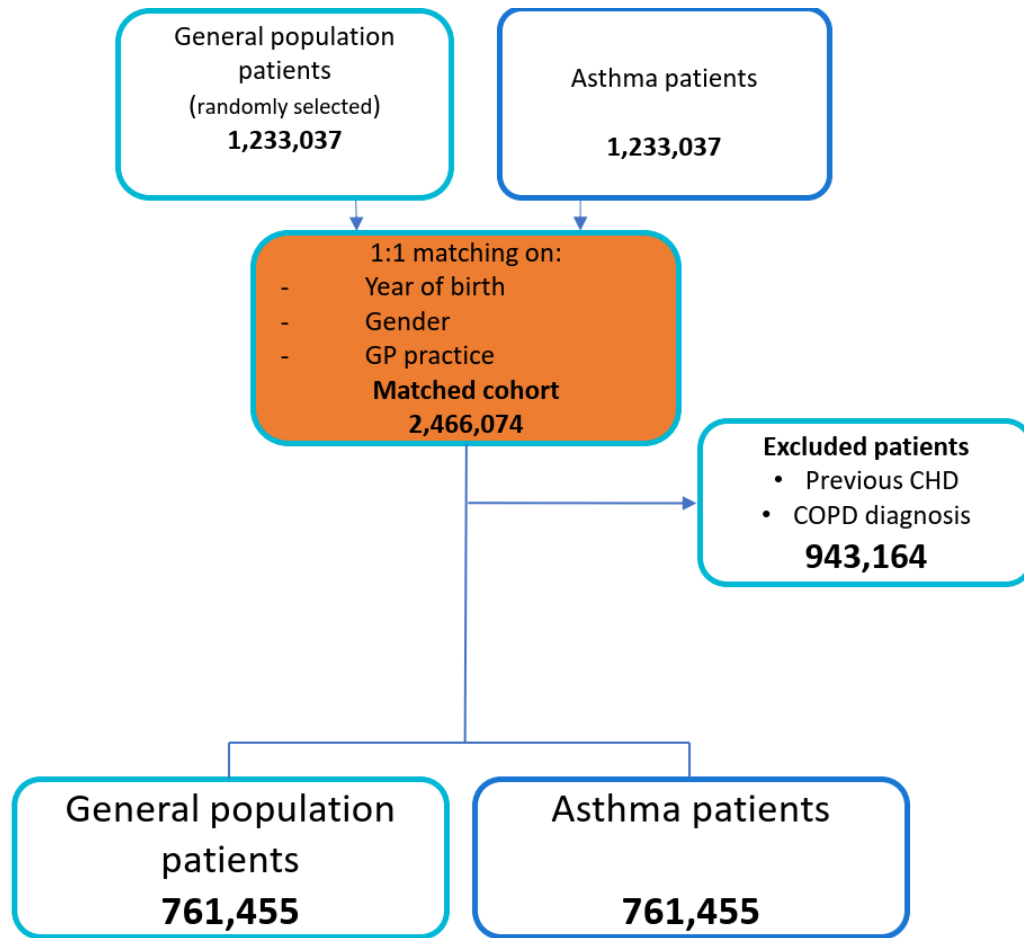 General population
patients
(randomly selected)
1,233,037
Asthma patients
1,233,037
1:1 matching on:
- Year of birth
- Gender
- GP practice
Matched cohort
2,466,074
Excluded patients
• Previous CHD
• COPD diagnosis
943,164
General population
patients
761,455
Asthma patients
761,455